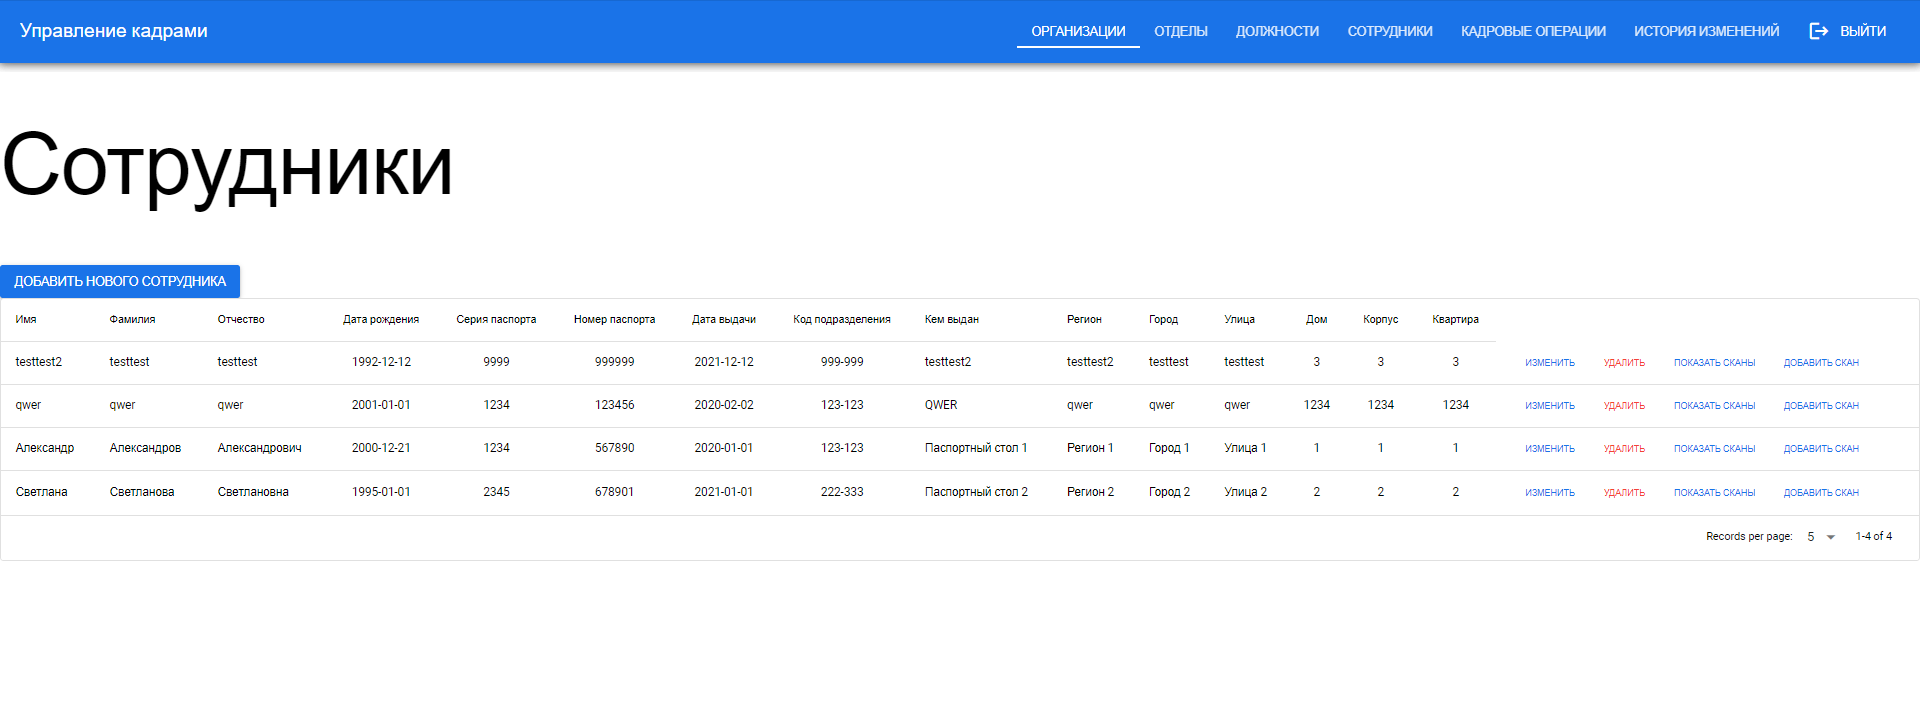 Управление кадрами ОРГАНИЗАЦИИ ОТДЕЛЫ ДОЛЖНОСТИ СОТРУДНИКИ КАДРОВЫЕ ОПЕРАЦИИ ИСТОРИЯ ИЗМЕНЕНИЙ ВЫЙТИ
Сотрудники
ДОБАВИТЬ НОВОГО СОТРУДНИКА
Имя Фамилия Отчество Дата рождения Серия паспорта Номер паспорта Дата выдачи Код подразделения Кем выдан Регион Город Улица Дом Корпус Квартира
testtest2 testtest testtest 1992-12-12 9999 999999 2021-12-12 999-999 testtest2 testtest2 testtest testtest 3 3 3 ИЗМЕНИТЬ УДАЛИТЬ ПОКАЗАТЬ СКАНЫ ДОБАВИТЬ СКАН
qwer qwer qwer 2001-01-01 1234 123456 2020-02-02 123-123 QWER qwer qwer qwer 1234 1234 1234 ИЗМЕНИТЬ УДАЛИТЬ ПОКАЗАТЬ СКАНЫ ДОБАВИТЬ СКАН
Александр Александров Александрович 2000-12-21 1234 567890 2020-01-01 123-123 Паспортный стол 1 Регион 1 Город 1 Улица 1 1 1 1 ИЗМЕНИТЬ УДАЛИТЬ ПОКАЗАТЬ СКАНЫ ДОБАВИТЬ СКАН
Светлана Светланова Светлановна 1995-01-01 2345 678901 2021-01-01 222-333 Паспортный стол 2 Регион 2 Город 2 Улица 2 2 2 2 ИЗМЕНИТЬ УДАЛИТЬ ПОКАЗАТЬ СКАНЫ ДОБАВИТЬ СКАН
Records per page: 5 1-4 of 4